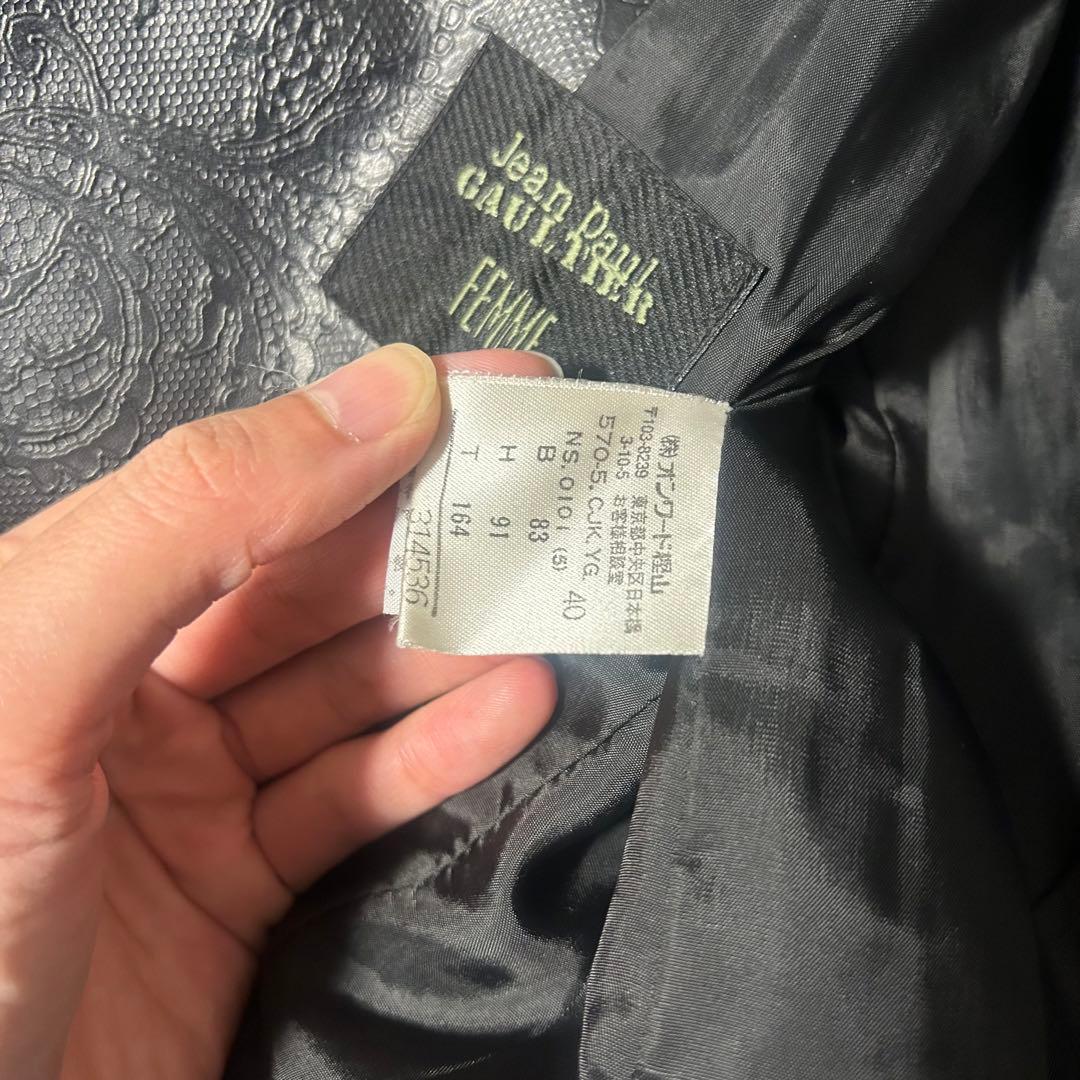 Jean Paul
GAULTIER
FEMME
㈱オンワード樫山
〒103-8239 東京都中央区日本橋
3-10-5 お客様相談室
570-5.CJK.YG. 40
NS.0101 (5)
B 83
H 91
T 164
314536